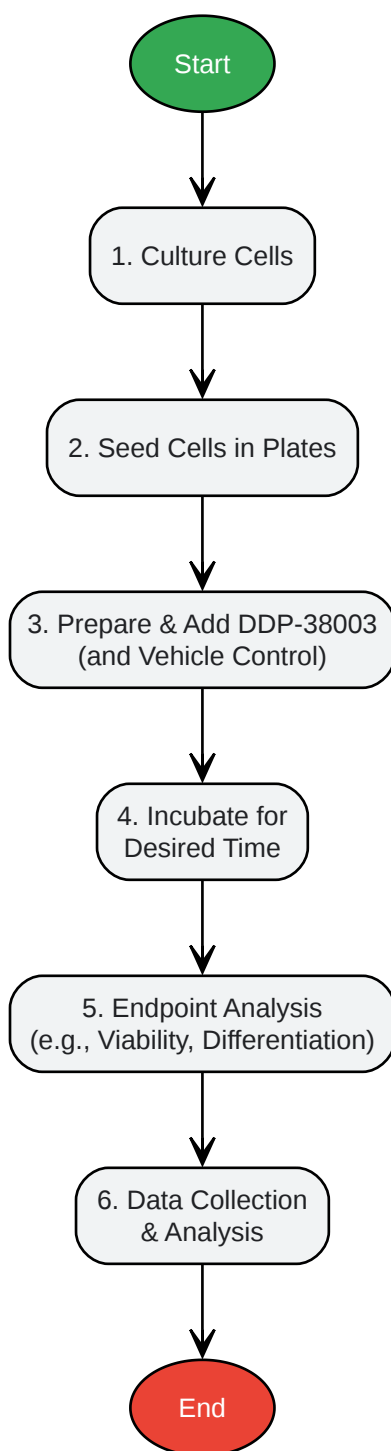 Start
1. Culture Cells
2. Seed Cells in Plates
3. Prepare & Add DDP-38003
(and Vehicle Control)
4. Incubate for
Desired Time
5. Endpoint Analysis
(e.g., Viability, Differentiation)
6. Data Collection
& Analysis
End